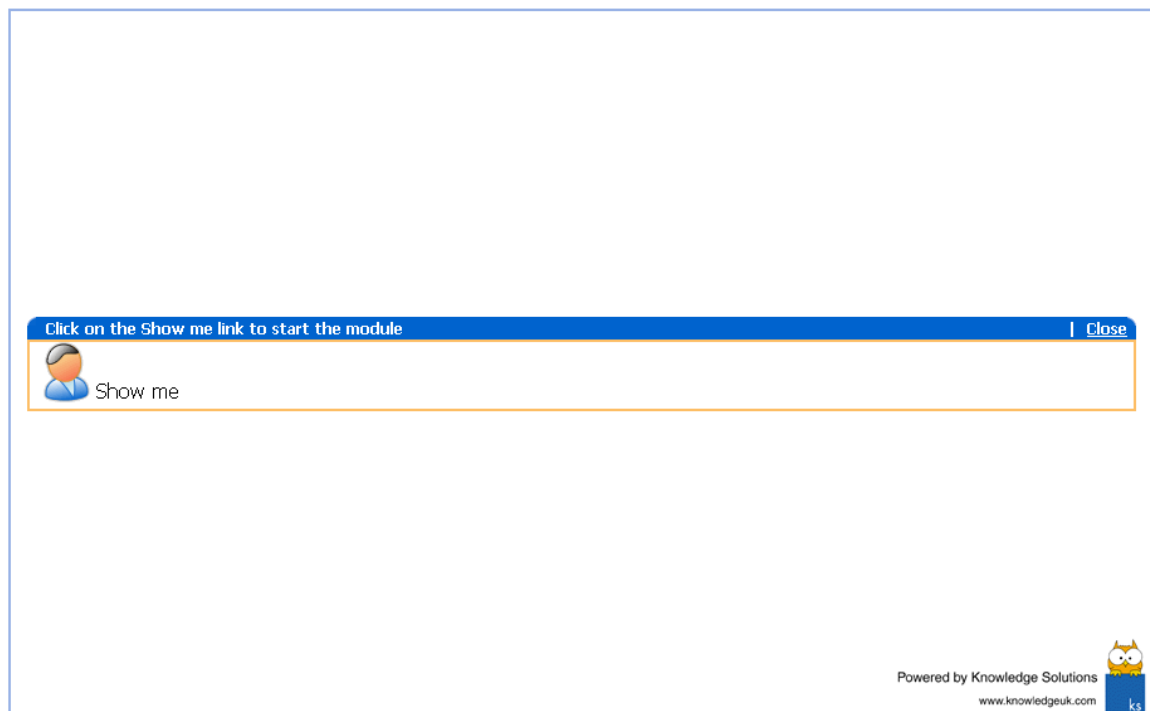 Click on the Show me link to start the module | Close
Show me
Powered by Knowledge Solutions
www.knowledgeuk.com
ks